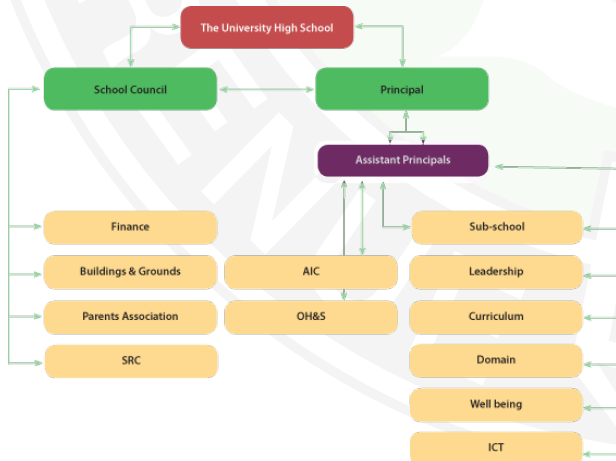 The University High School
School Council
Principal
Assistant Principals
Finance
Sub-school
Buildings & Grounds
AIC
Leadership
Parents Association
OH&S
Curriculum
SRC
Domain
Well being
ICT